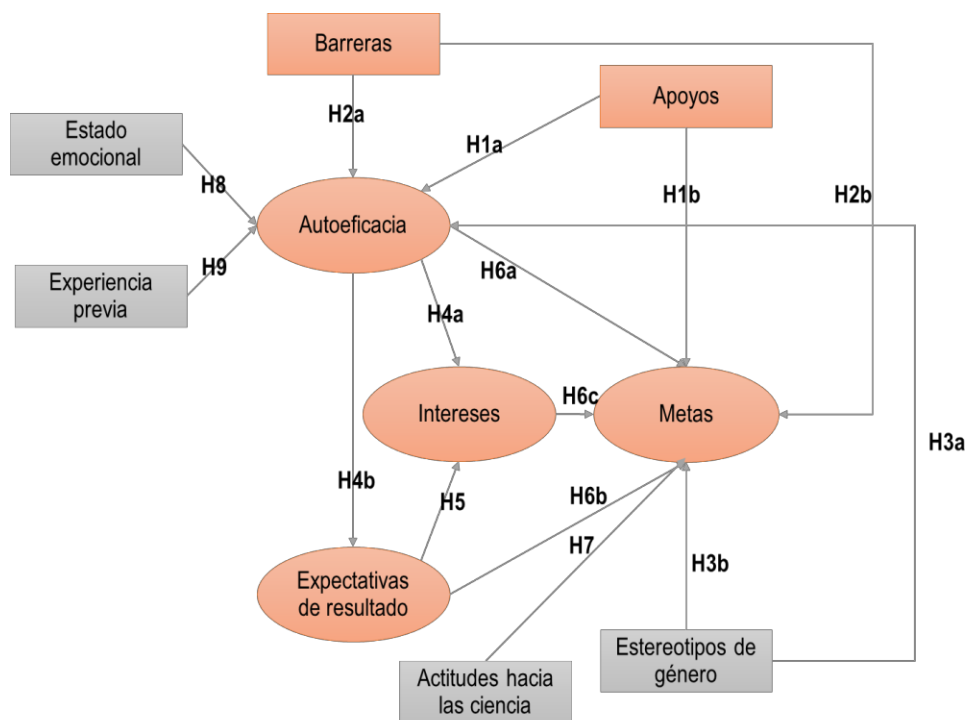 Barreras
Apoyos
H2a
Estado
emocional
H1a
H8
H1b
H2b
Autoeficacia
H9
H6a
Experiencia
previa
H4a
H6c
Intereses
Metas
H3a
H4b
H5
H6b
H7
H3b
Expectativas
de resultado
Estereotipos de
género
Actitudes hacia
las ciencia